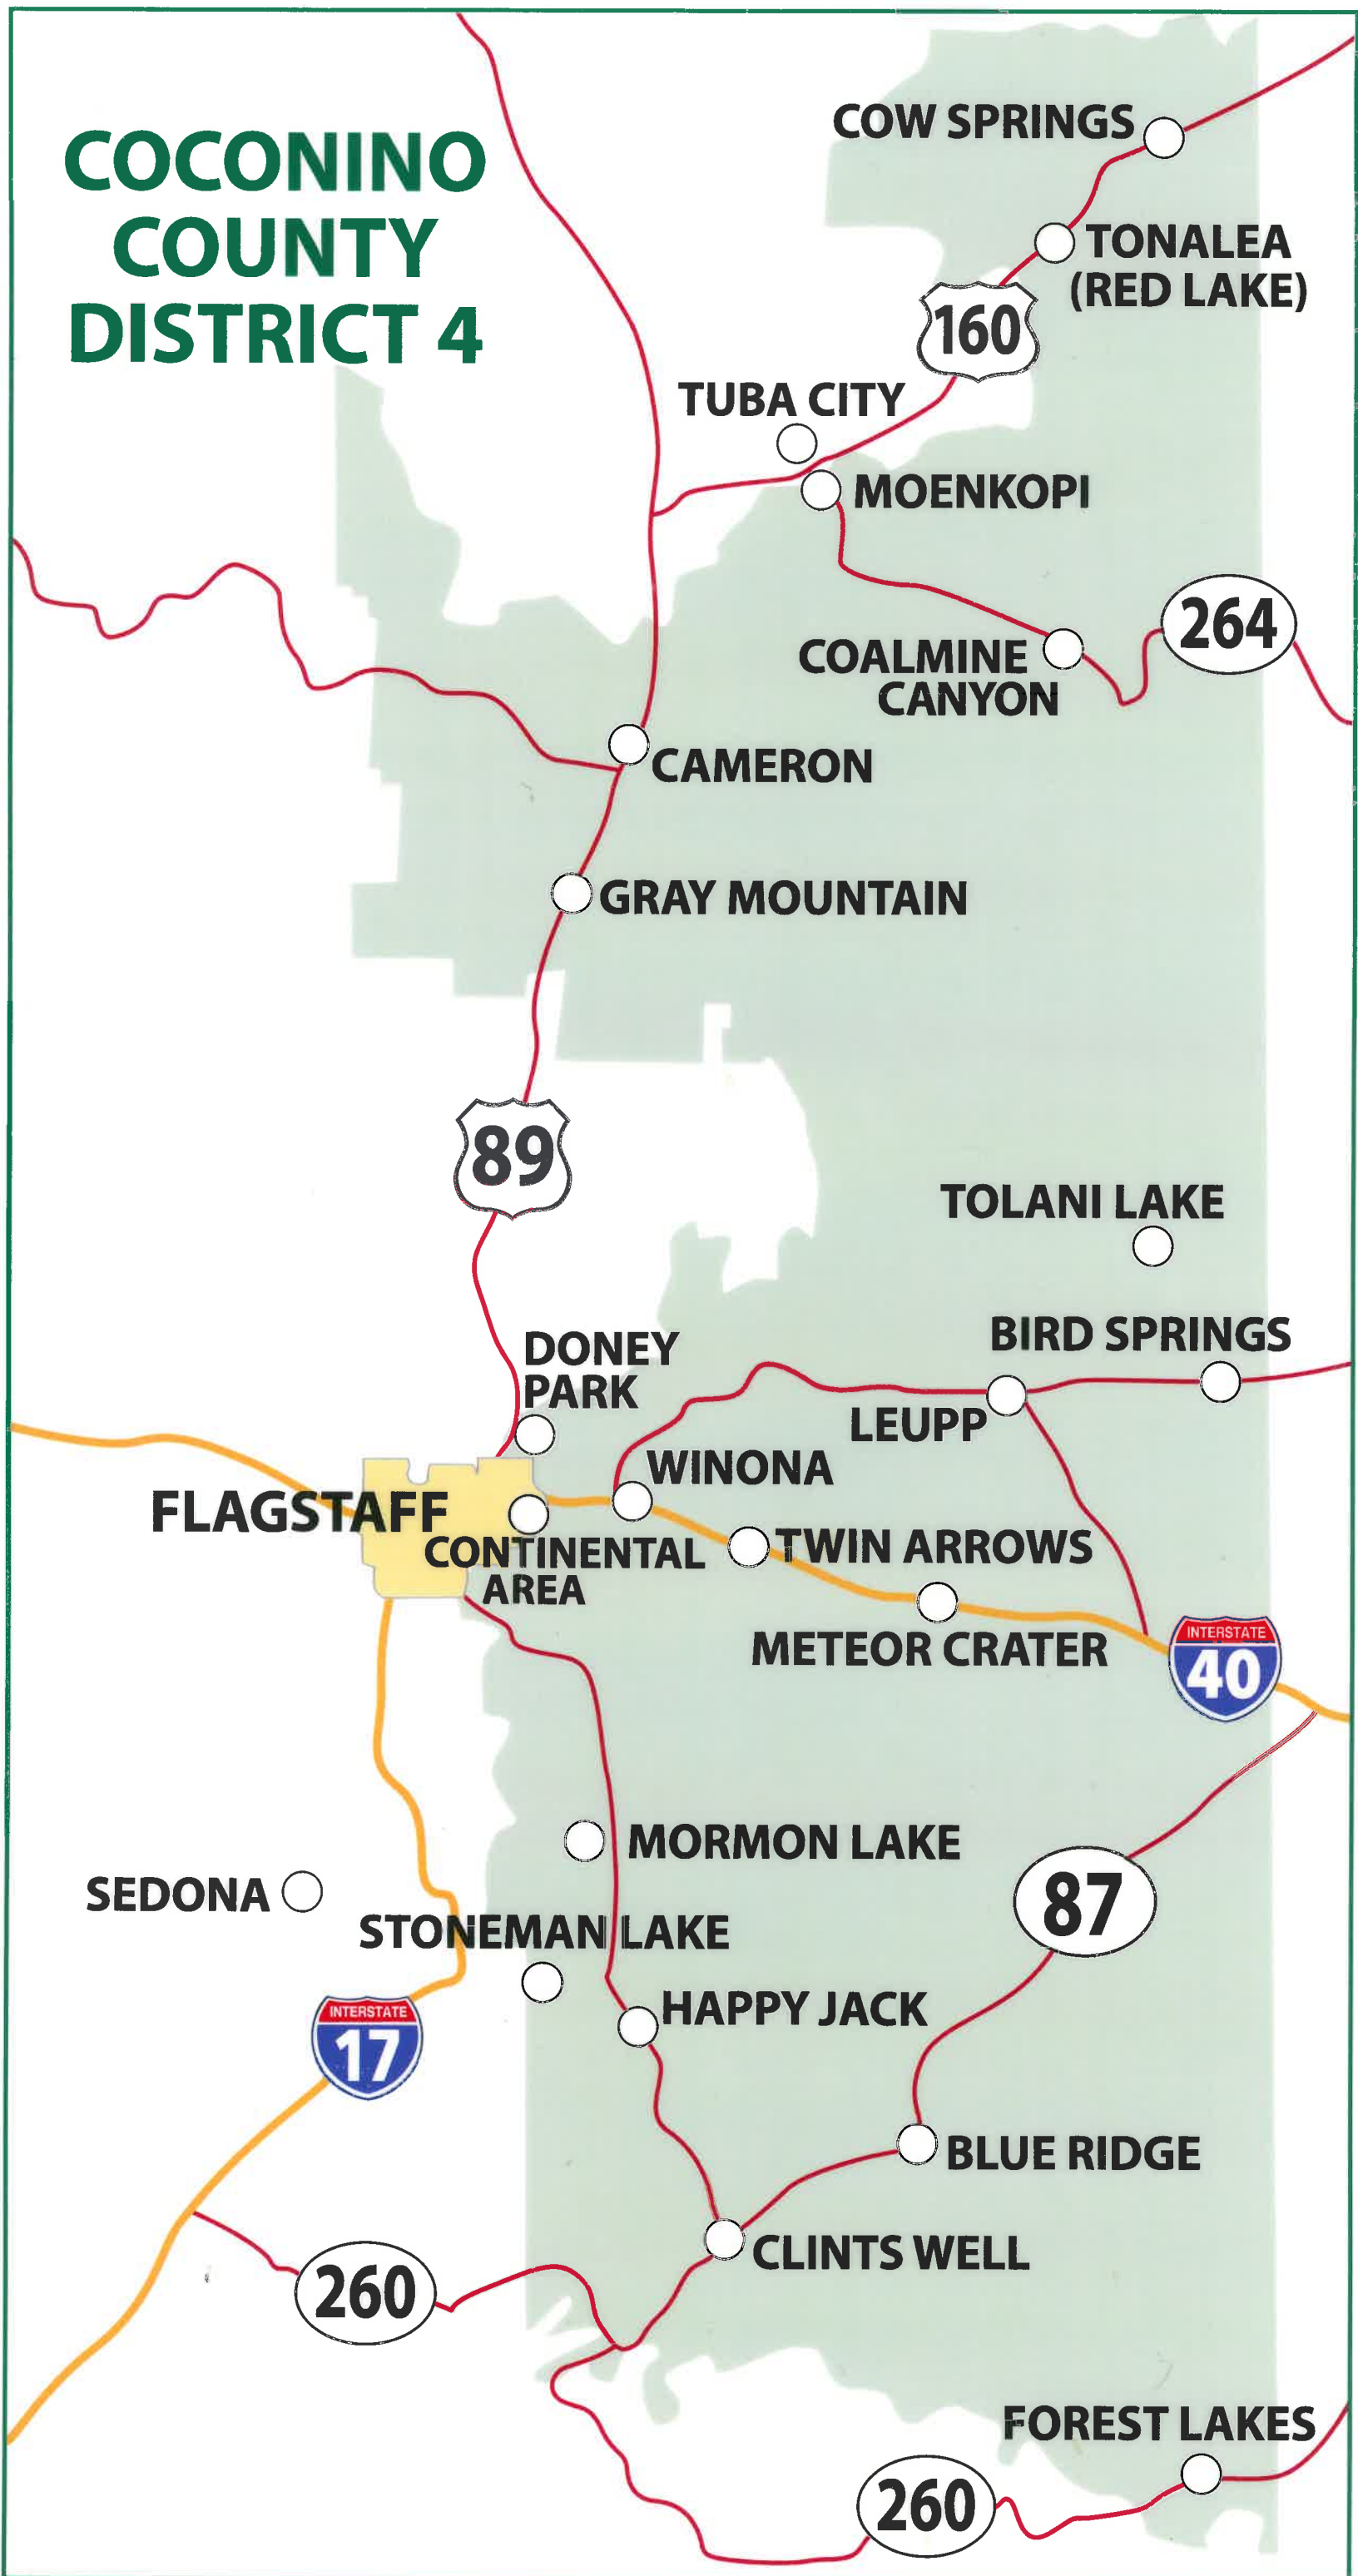 COCONINO
COUNTY
DISTRICT 4
COW SPRINGS
TONALEA
(RED LAKE)
160
TUBA CITY
MOENKOPI
264
COALMINE
CANYON
CAMERON
GRAY MOUNTAIN
89
TOLANI LAKE
BIRD SPRINGS
DONEY
PARK
LEUPP
WINONA
FLAGSTAFF
CONTINENTAL
AREA
TWIN ARROWS
METEOR CRATER
INTERSTATE
40
MORMON LAKE
SEDONA
87
STONEMAN LAKE
HAPPY JACK
INTERSTATE
17
BLUE RIDGE
CLINTS WELL
260
FOREST LAKES
260